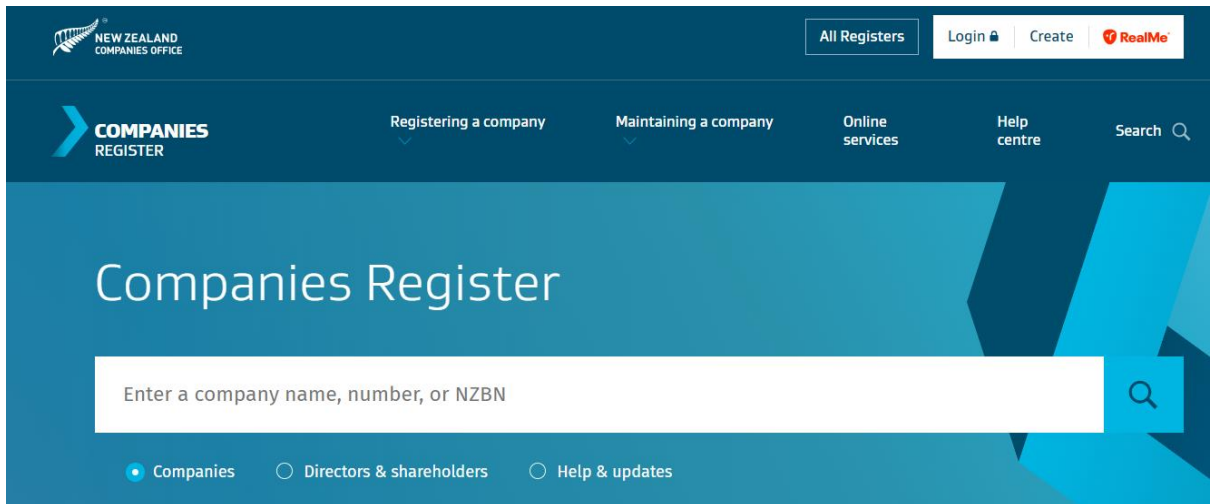 NEW ZEALAND
COMPANIES OFFICE
All Registers
Login
Create
RealMe
COMPANIES
REGISTER
Registering a company
Maintaining a company
Online
services
Help
centre
Search
Companies Register
Enter a company name, number, or NZBN
Companies
Directors & shareholders
Help & updates